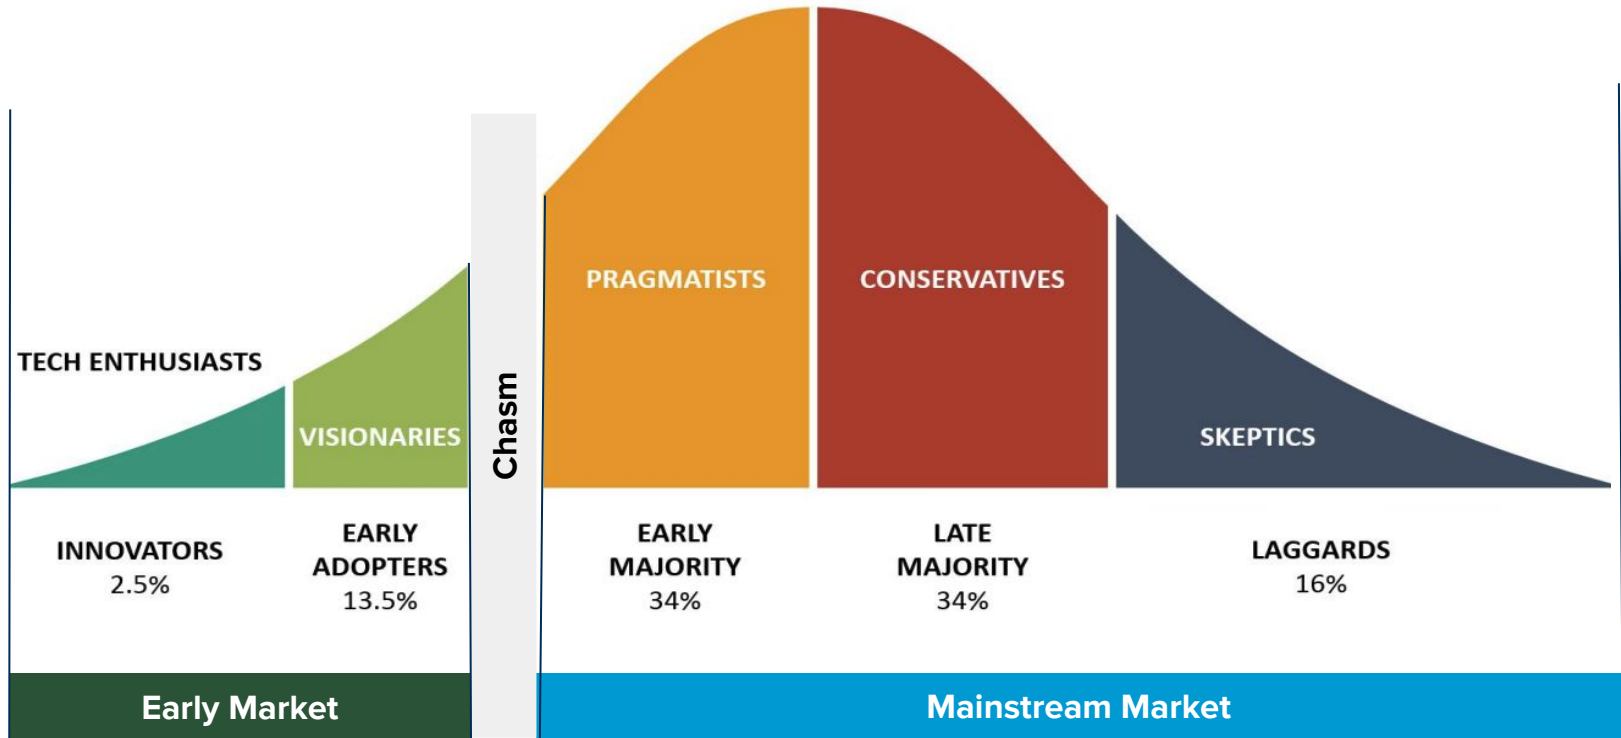 TECH ENTHUSIASTS
VISIONARIES
Chasm
PRAGMATISTS
CONSERVATIVES
SKEPTICS
INNOVATORS
2.5%
EARLY
ADOPTERS
13.5%
EARLY
MAJORITY
34%
LATE
MAJORITY
34%
LAGGARDS
16%
Early Market
Mainstream Market